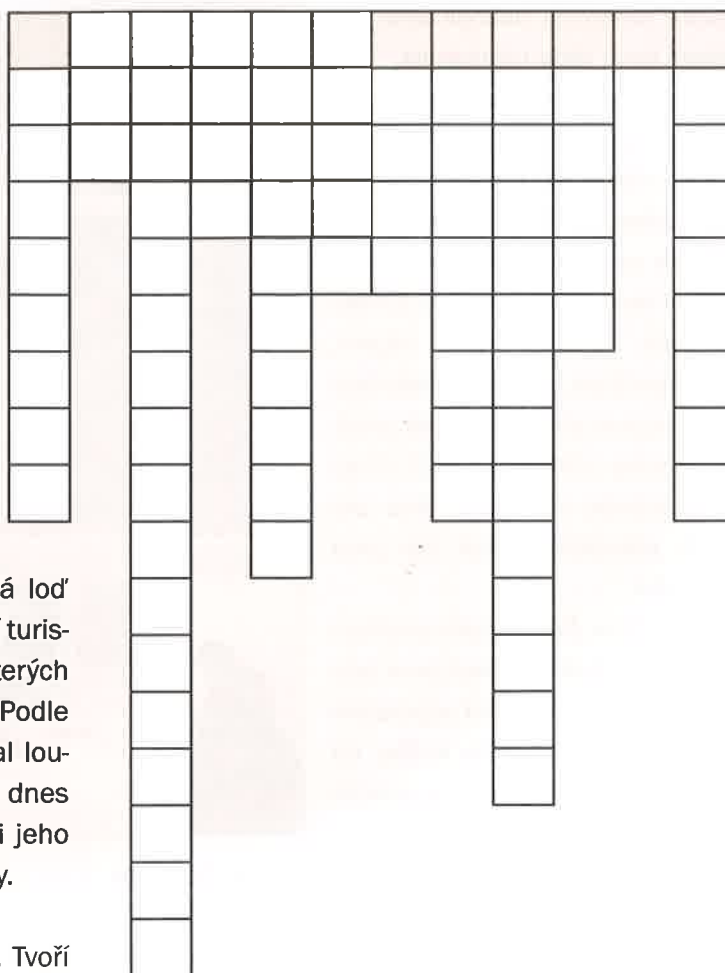 á loď
í turis-
terých
Podle
al lou-
dnes
i jeho
y.
Tvoří